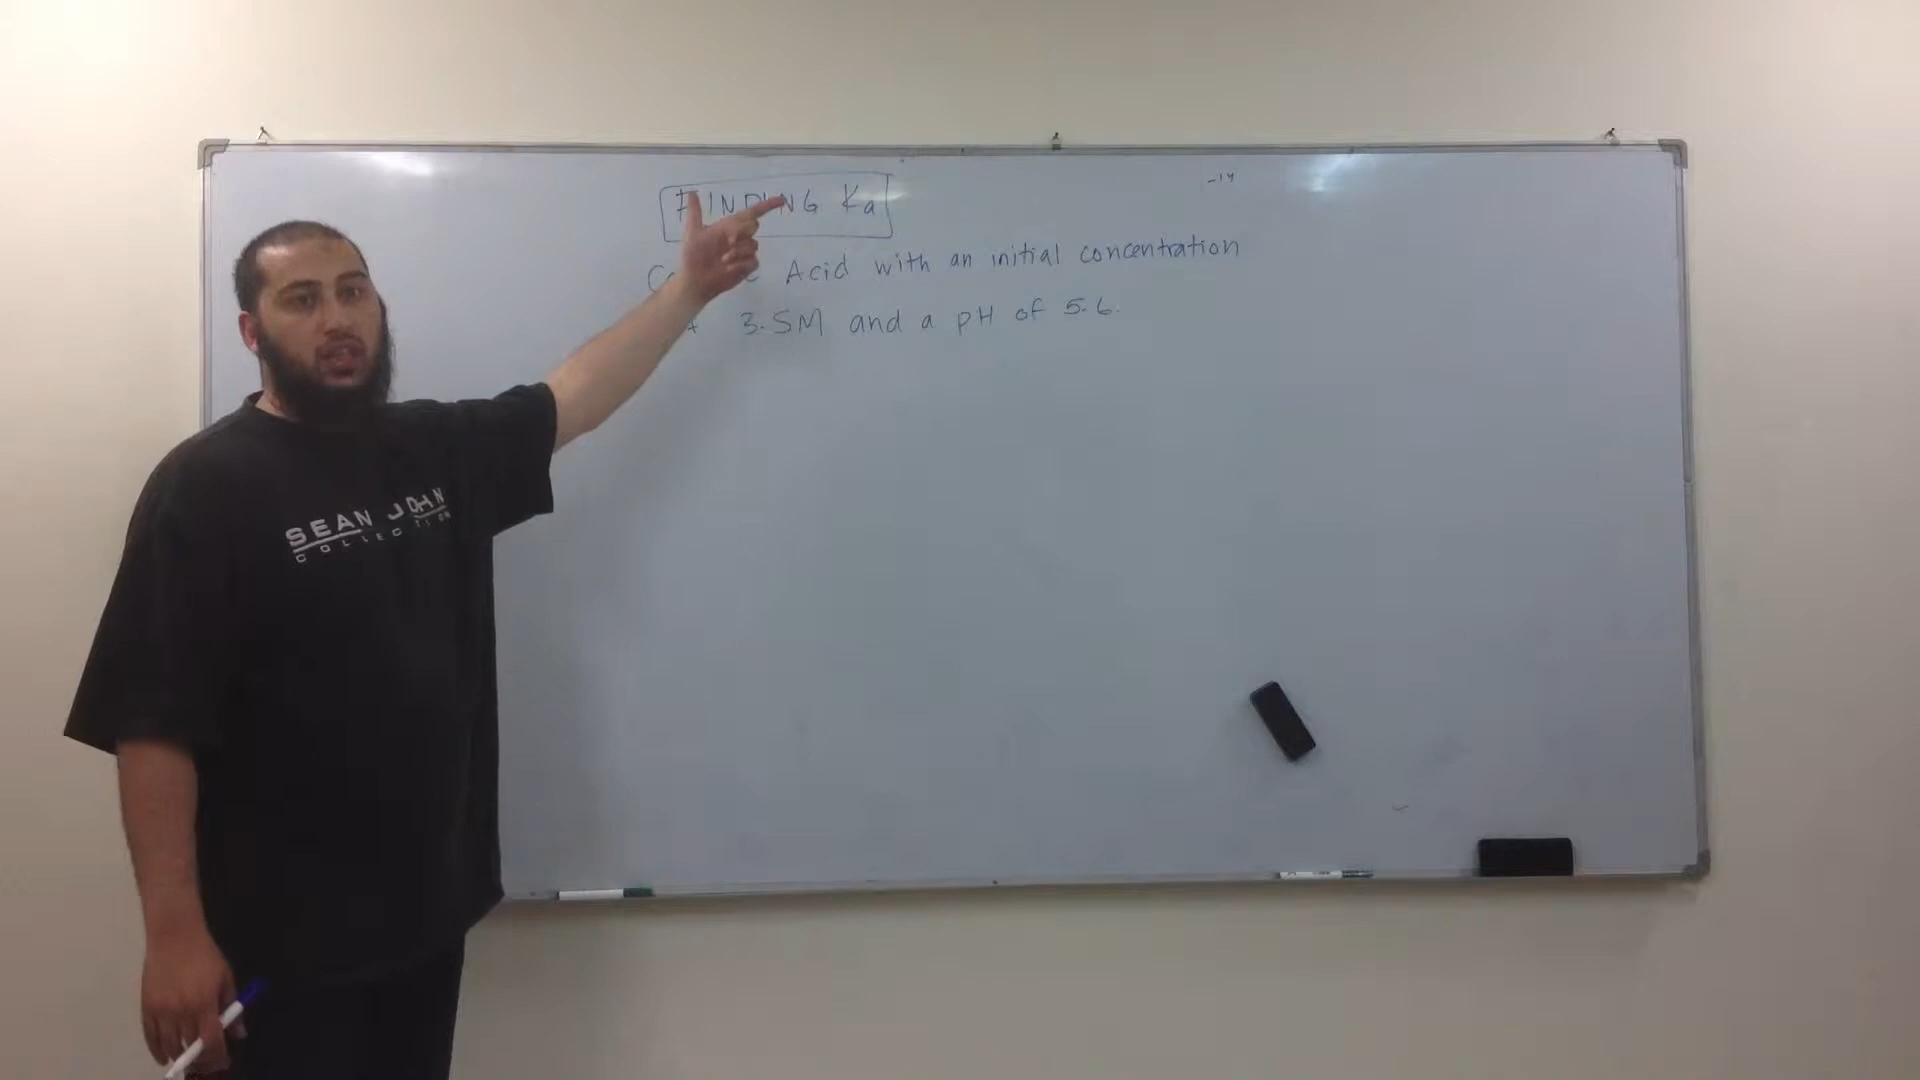 FINDING Ka
-14
Acid with an initial concentration
3.5M and a pH of 5.6.
SEAN JOHN
COLLECTION